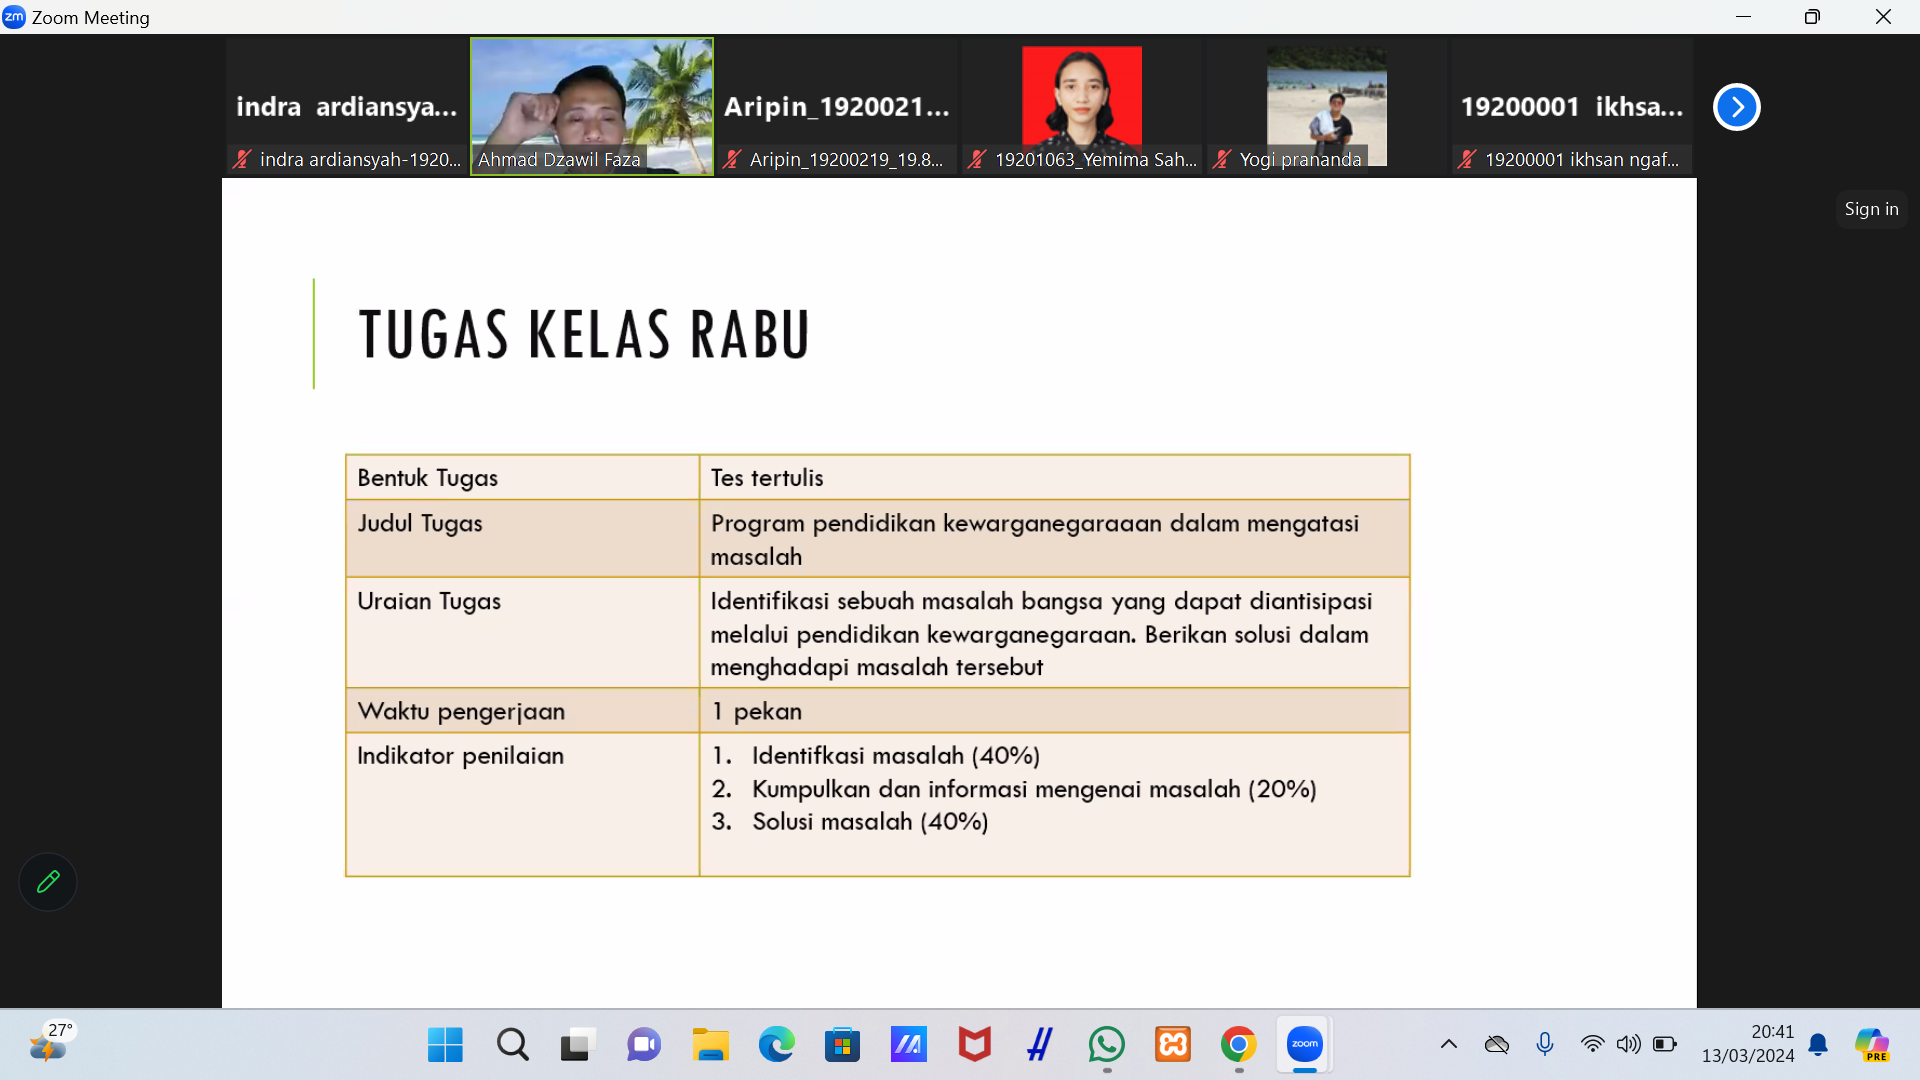 Zoom Meeting
indra ardiansya...
Aripin_1920021...
19200001 ikhsa...
indra ardiansyah-1920...
Ahmad Dzawil Faza
Aripin_19200219_19.8...
19201063_Yemima Sah...
Yogi prananda
19200001 ikhsan ngaf...
Sign in
TUGAS KELAS RABU
Bentuk Tugas
Tes tertulis
Judul Tugas
Program pendidikan kewarganegaraaan dalam mengatasi
masalah
Uraian Tugas
Identifikasi sebuah masalah bangsa yang dapat diantisipasi
melalui pendidikan kewarganegaraan. Berikan solusi dalam
menghadapi masalah tersebut
Waktu pengerjaan
1 pekan
Indikator penilaian
1. Identifkasi masalah (40%)
2. Kumpulkan dan informasi mengenai masalah (20%)
3. Solusi masalah (40%)
27°
zoom
20:41
13/03/2024
PRE